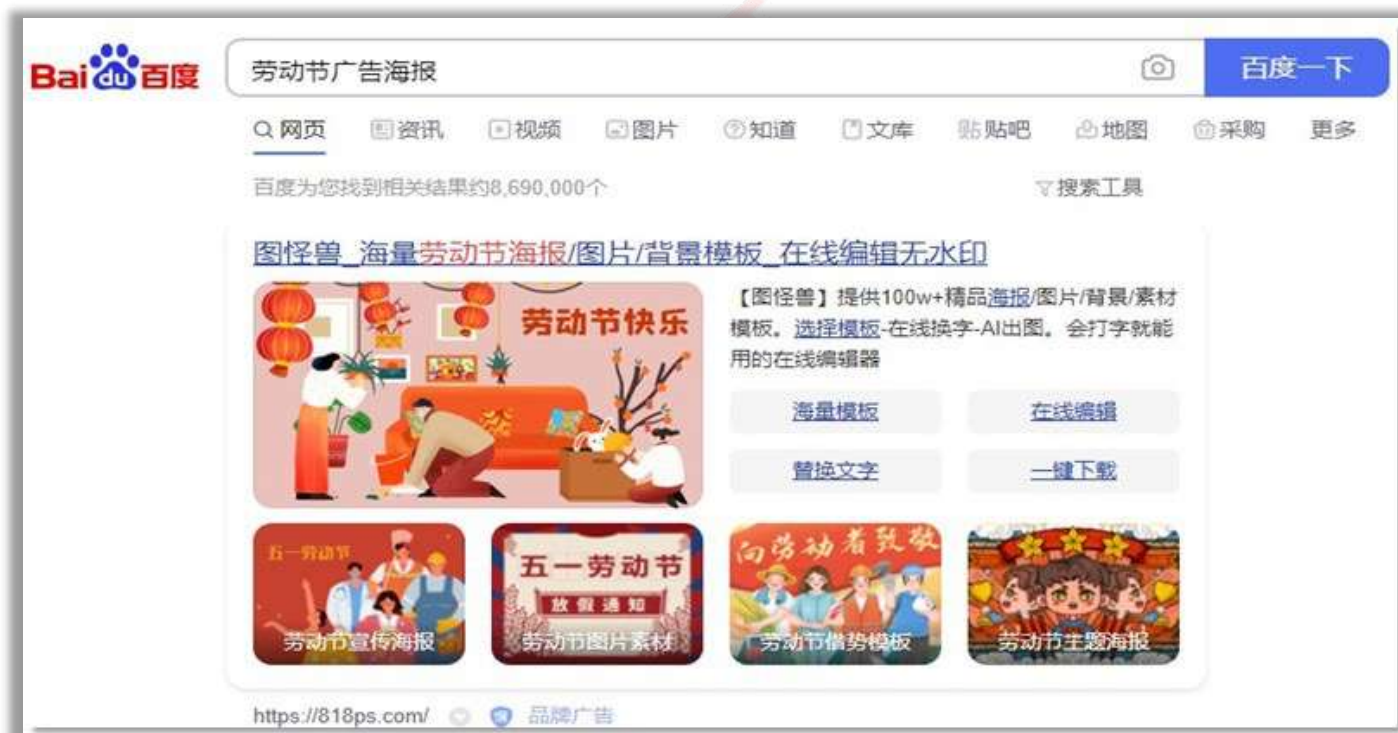 Bai du 百度
劳动节广告海报
百度一下
网页 资讯 视频 图片 知道 文库 贴吧 地图 采购 更多
百度为您找到相关结果约8,690,000个
搜索工具
图怪兽_海量劳动节海报/图片/背景模板_在线编辑无水印
劳动节快乐
【图怪兽】提供100w+精品海报/图片/背景/素材
模板。选择模板-在线换字-AI出图。会打字就能
用的在线编辑器
海量模板 在线编辑
替换文字 一键下载
五一劳动节
劳动节宣传海报
五一劳动节
放假通知
劳动节图片素材
向劳动者致敬
劳动节借势模板
劳动节主题海报
https://818ps.com/ 品牌广告